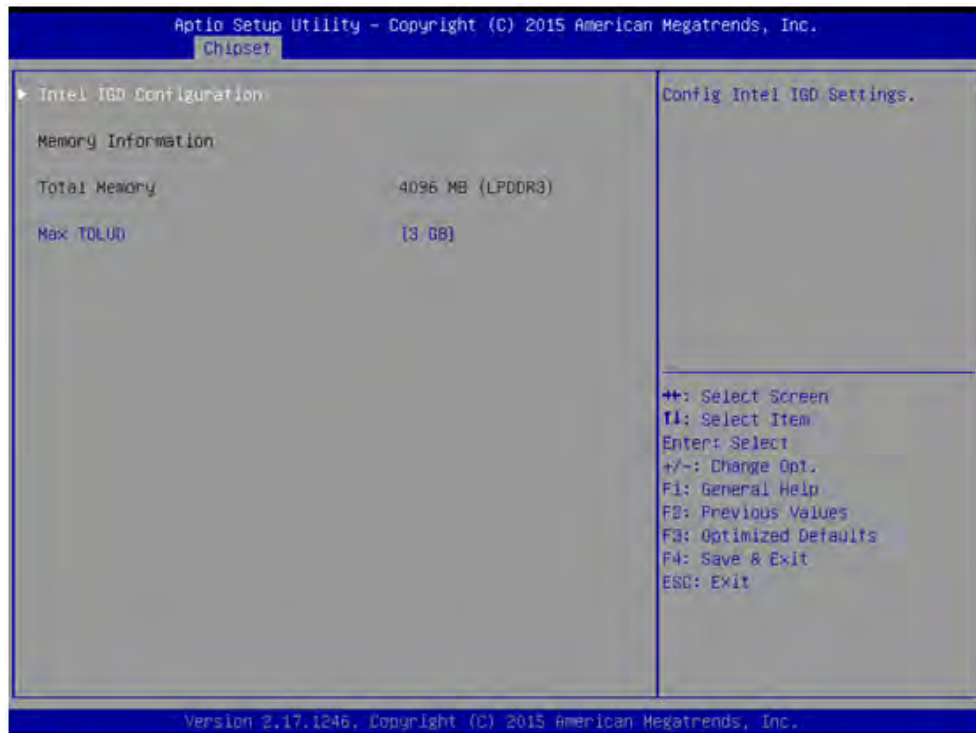 Aptio Setup Utility – Copyright (C) 2015 American Megatrends, Inc.
Chipset
Intel IGD Configuration
Memory Information
Total Memory 4096 MB (LPDDR3)
Max TOLUD [3 GB]
Config Intel IGD Settings.
→←: Select Screen
↑↓: Select Item
Enter: Select
+/-: Change Opt.
F1: General Help
F2: Previous Values
F3: Optimized Defaults
F4: Save & Exit
ESC: Exit
Version 2.17.1246. Copyright (C) 2015 American Megatrends, Inc.